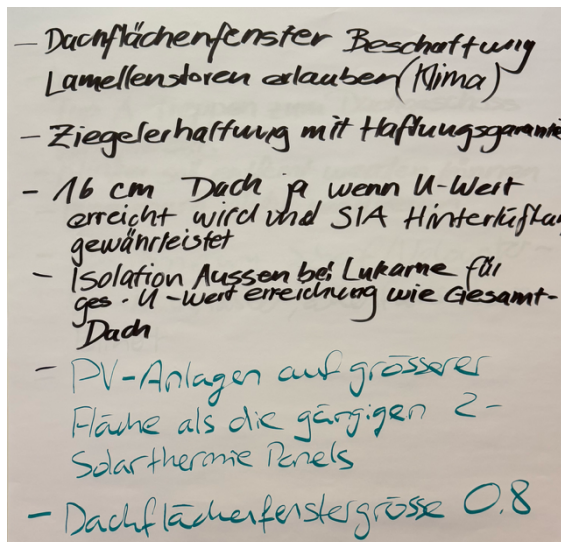 - Dachflächenfenster Beschattung
Lamellenstoren erlauben (Klima)
- Ziegelerhaltung mit Haftungsgarantie
- 16 cm Dach ja wenn U-Wert
erreicht wird und SIA Hinterlüftung
gewährleistet
- Isolation Aussen bei Lukarne für
ges. U-Wert erreichung wie Gesamt-
Dach
- PV-Anlagen auf grösserer
Fläche als die gängigen 2-
Solarthermie Panels
- Dachflächenfenstergrösse 0.8